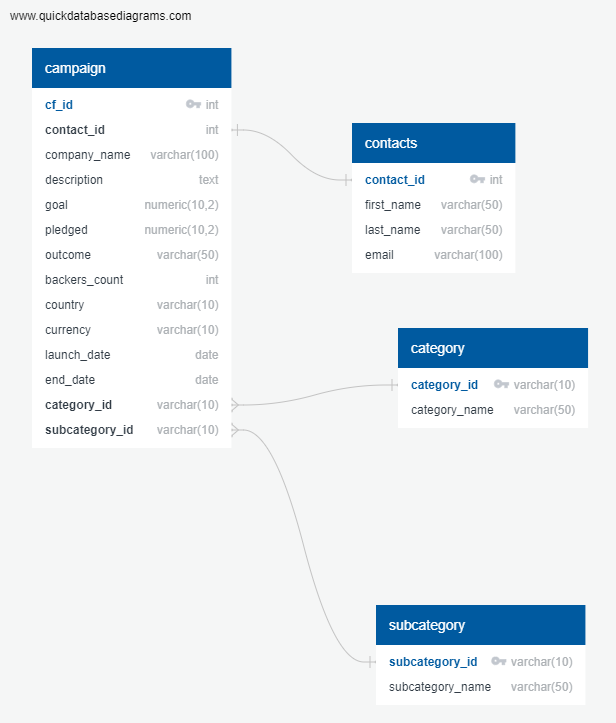 www.quickdatabasediagrams.com
campaign
cf_id int
contact_id int
company_name varchar(100)
description text
goal numeric(10,2)
pledged numeric(10,2)
outcome varchar(50)
backers_count int
country varchar(10)
currency varchar(10)
launch_date date
end_date date
category_id varchar(10)
subcategory_id varchar(10)
contacts
contact_id int
first_name varchar(50)
last_name varchar(50)
email varchar(100)
category
category_id varchar(10)
category_name varchar(50)
subcategory
subcategory_id varchar(10)
subcategory_name varchar(50)